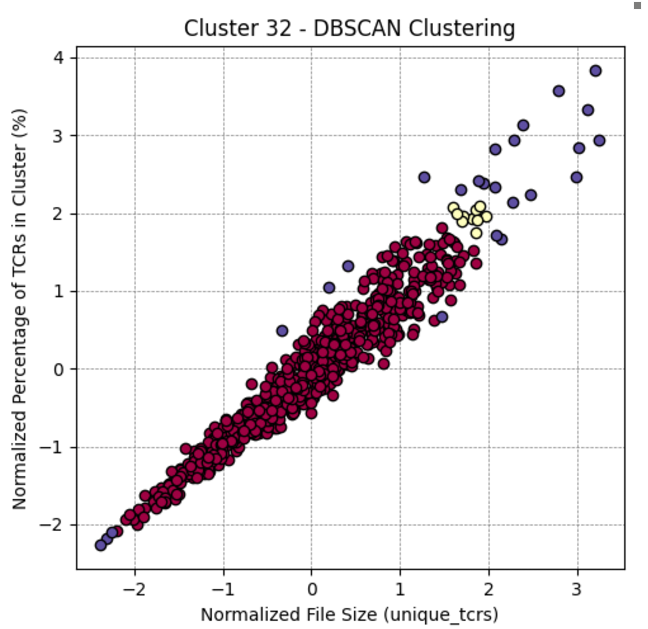 Cluster 32 - DBSCAN Clustering
Normalized Percentage of TCRs in Cluster (%)
4
3
2
1
0
−1
−2
−2 −1 0 1 2 3
Normalized File Size (unique_tcrs)